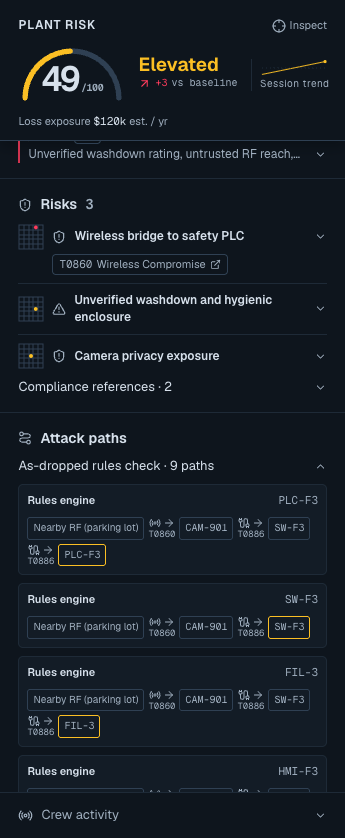 PLANT RISK
Inspect
49 /100
Elevated
+3 vs baseline
Session trend
Loss exposure $120k est. / yr
Unverified washdown rating, untrusted RF reach,...
Risks 3
Wireless bridge to safety PLC
T0860 Wireless Compromise
Unverified washdown and hygienic
enclosure
Camera privacy exposure
Compliance references · 2
Attack paths
As-dropped rules check · 9 paths
Rules engine PLC-F3
Nearby RF (parking lot) → T0860 CAM-901 → T0886 SW-F3
→ T0886 PLC-F3
Rules engine SW-F3
Nearby RF (parking lot) → T0860 CAM-901 → T0886 SW-F3
Rules engine FIL-3
Nearby RF (parking lot) → T0860 CAM-901 → T0886 SW-F3
→ T0886 FIL-3
Rules engine HMI-F3
Crew activity